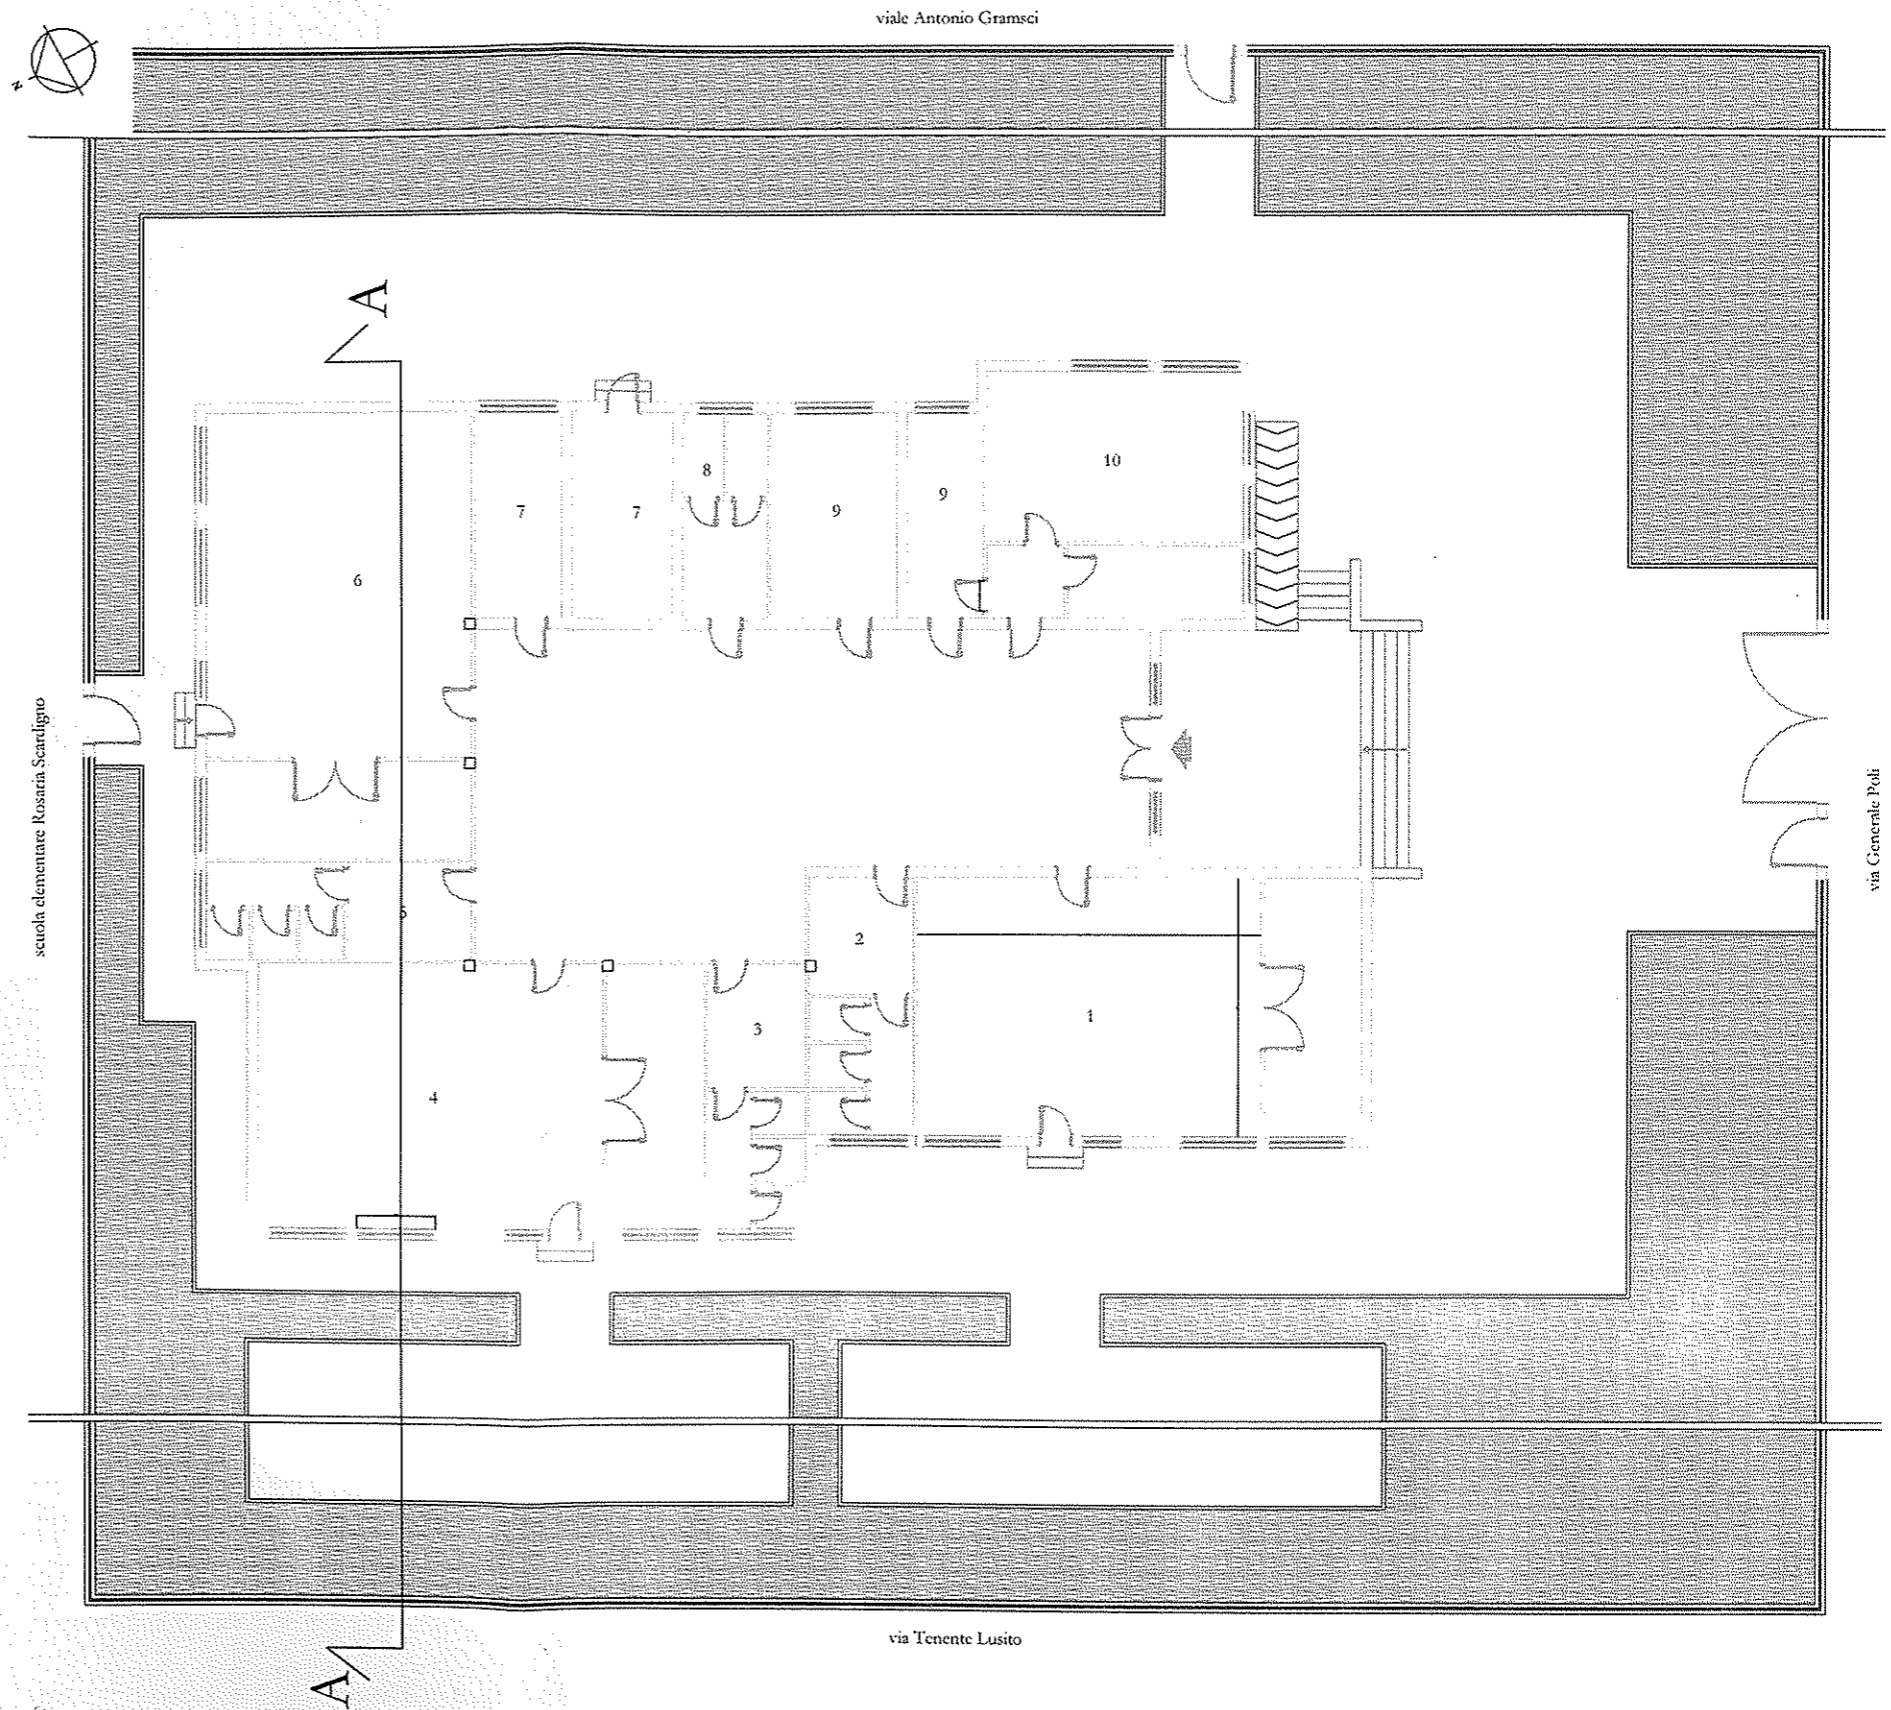 viale Antonio Gramsci
N
A
10
8
9
7
7
9
6
scuola elementare Rosaria Scardigno
via Generale Poli
5
2
3
1
4
via Tenente Lusito
A